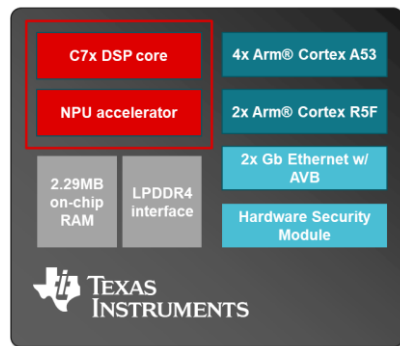 C7x DSP core
NPU accelerator
2.29MB
on-chip
RAM
LPDDR4
interface
4x Arm® Cortex A53
2x Arm® Cortex R5F
2x Gb Ethernet w/
AVB
Hardware Security
Module
TEXAS
INSTRUMENTS